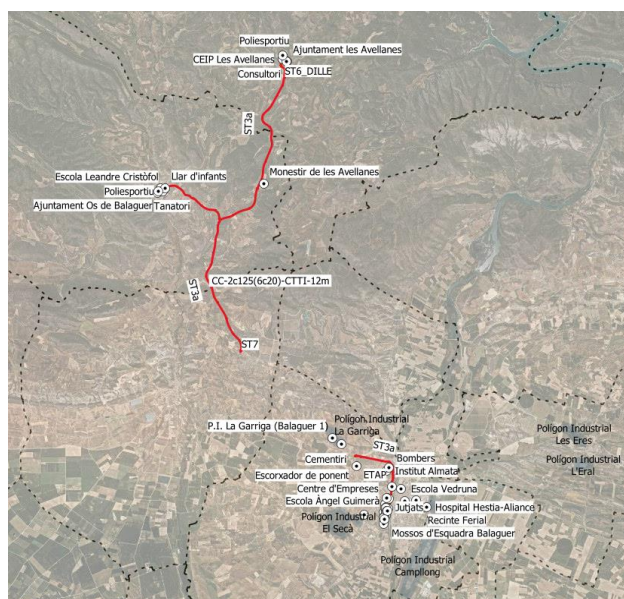 Poliesportiu
Ajuntament les Avellanes
CEIP Les Avellanes
ST6_DILLE
Consultori
ST3a
Escola Leandre Cristòfol
Llar d'infants
Monestir de les Avellanes
Poliesportiu
Ajuntament Os de Balaguer
Tanatori
CC-2c125(6c20)-CTTI-12m
ST3a
ST7
P.I. La Garriga (Balaguer 1)
Polígon Industrial
La Garriga
Polígon Industrial
Les Eres
ST3a
Cementiri
Bombers
Polígon Industrial
L'Eral
Escorxador de ponent
ETAP
Institut Almatà
Centre d'Empreses
Escola Vedruna
Escola Àngel Guimerà
Jutjats
Hospital Hestia-Aliance
Polígon Industrial
El Secà
Recinte Ferial
Mossos d'Esquadra Balaguer
Polígon Industrial
Campllong